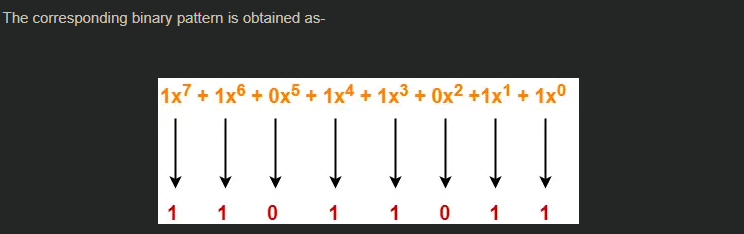 The corresponding binary pattern is obtained as-
1x⁷ + 1x⁶ + 0x⁵ + 1x⁴ + 1x³ + 0x² +1x¹ + 1x⁰
1 1 0 1 1 0 1 1